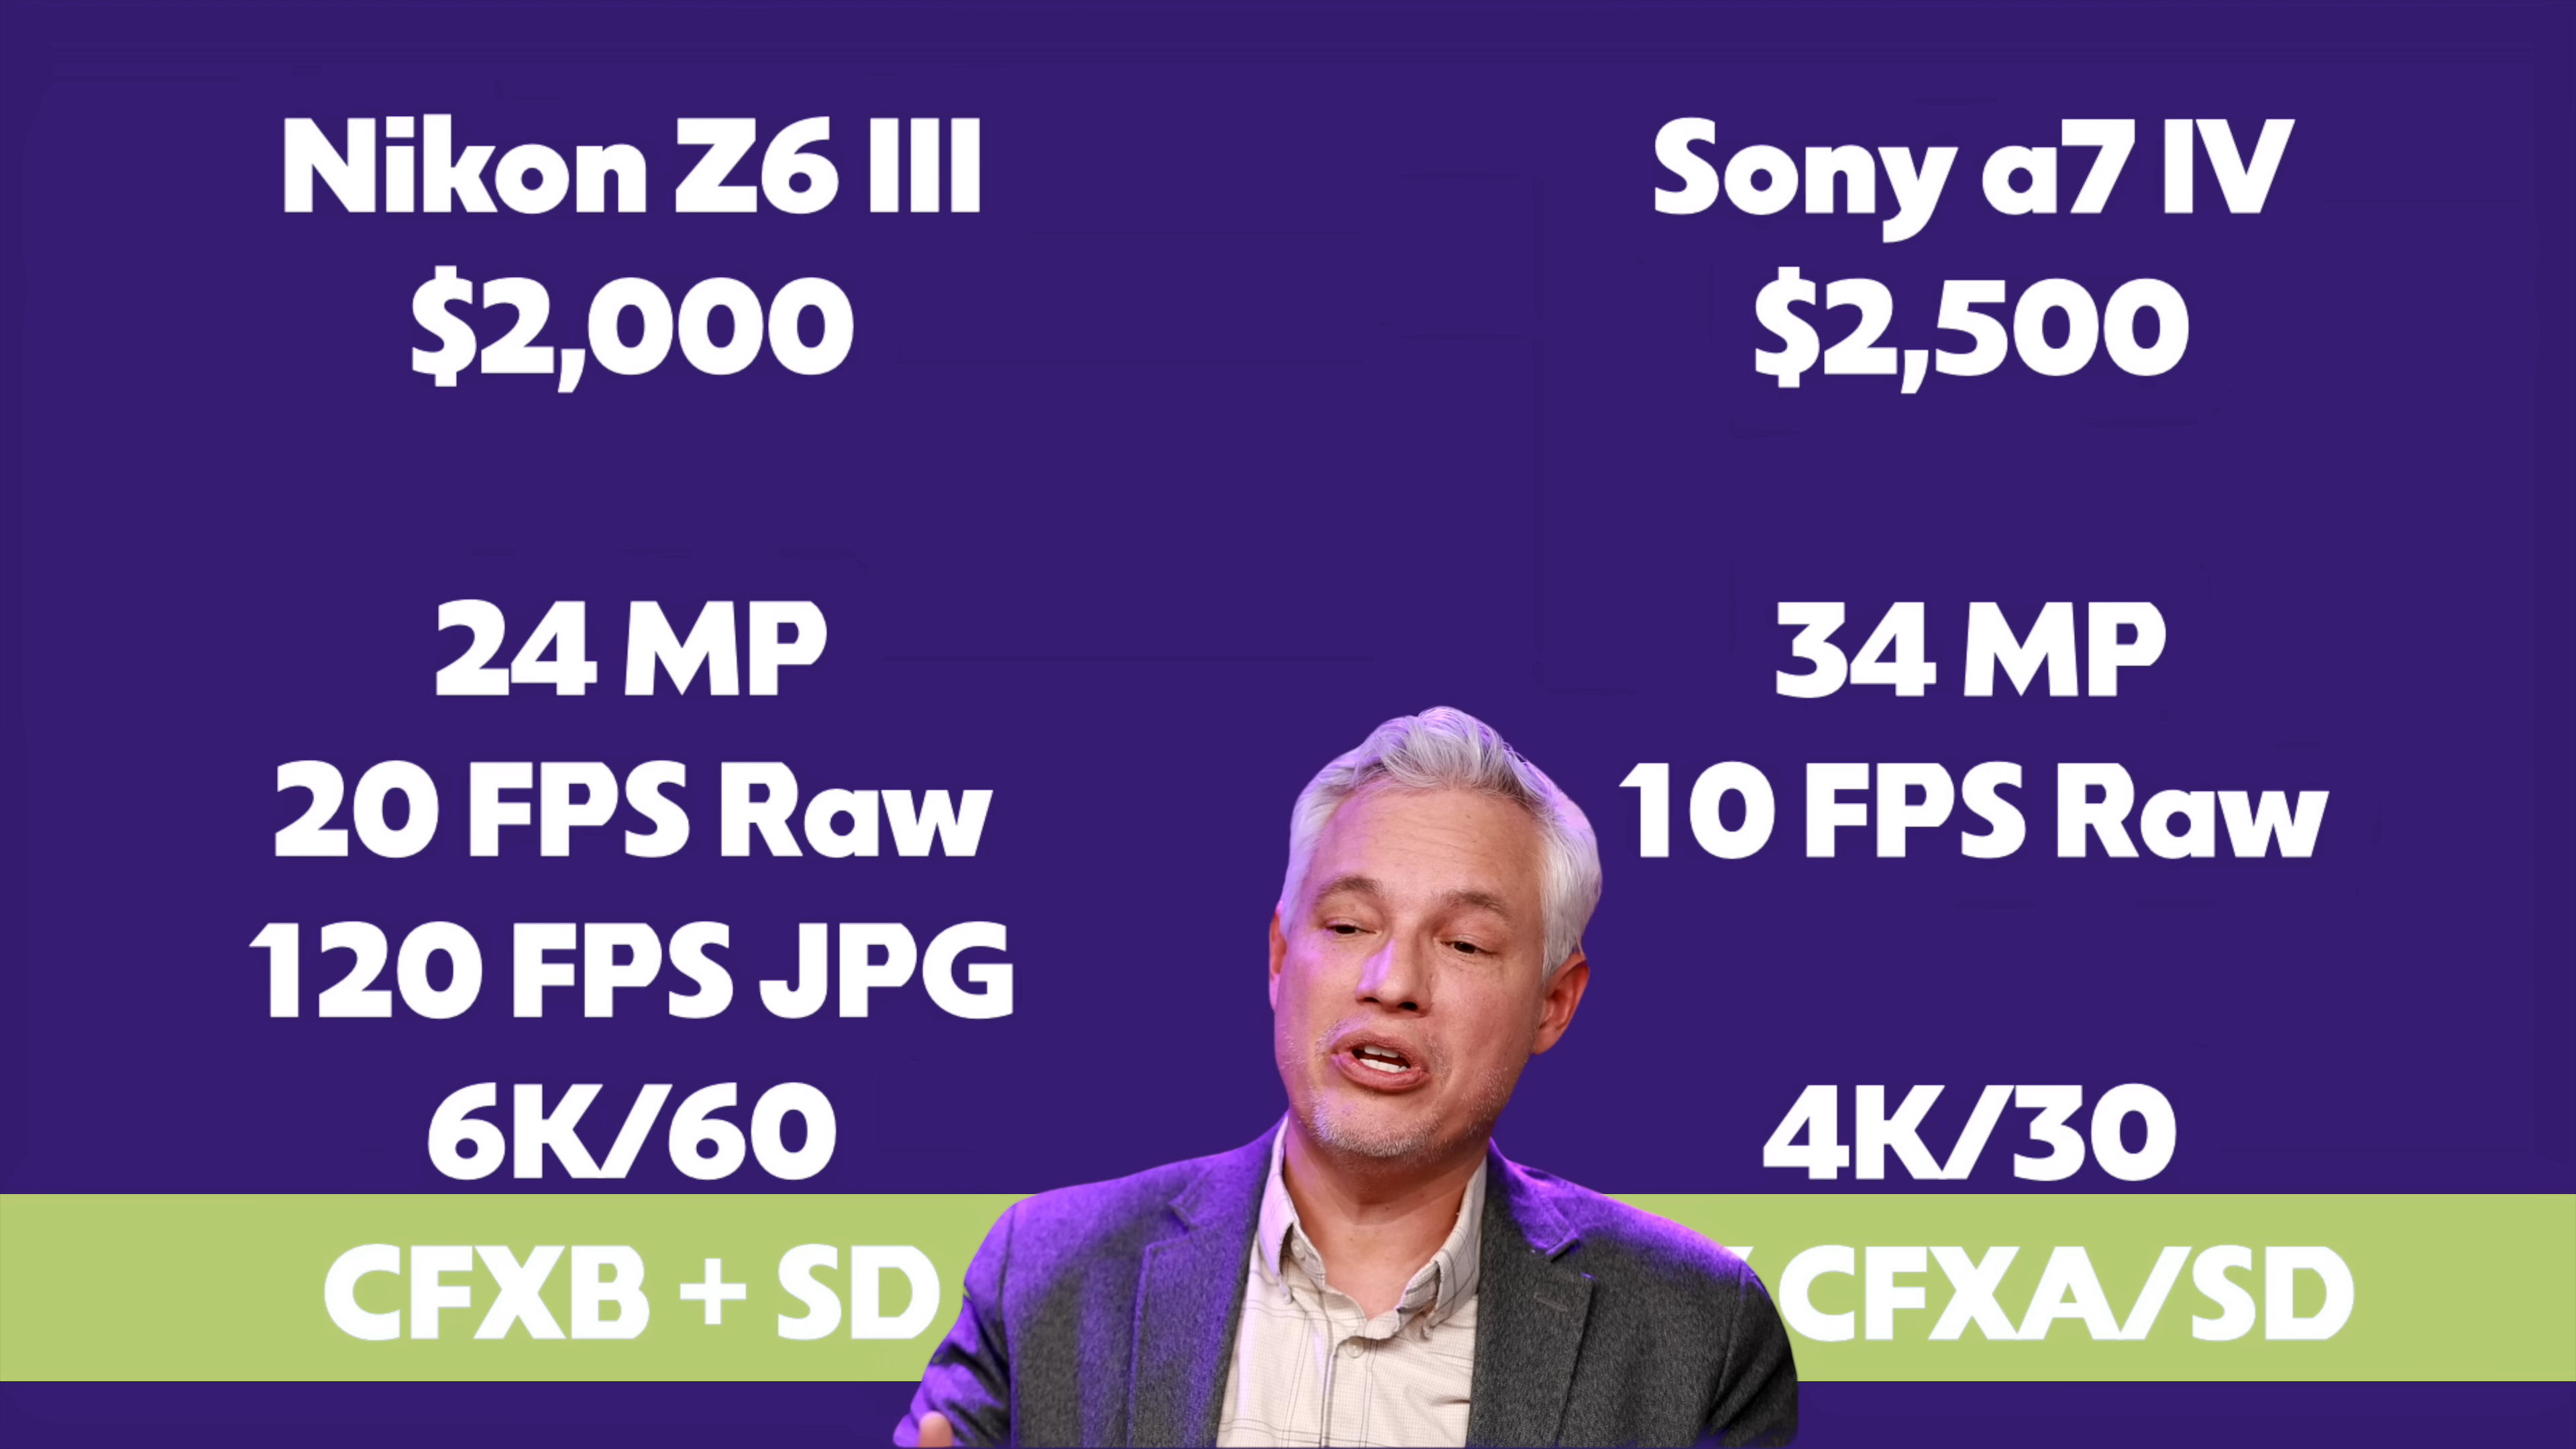 Nikon Z6 III
$2,000
24 MP
20 FPS Raw
120 FPS JPG
6K/60
CFXB + SD
Sony a7 IV
$2,500
34 MP
10 FPS Raw
4K/30
CFXA/SD